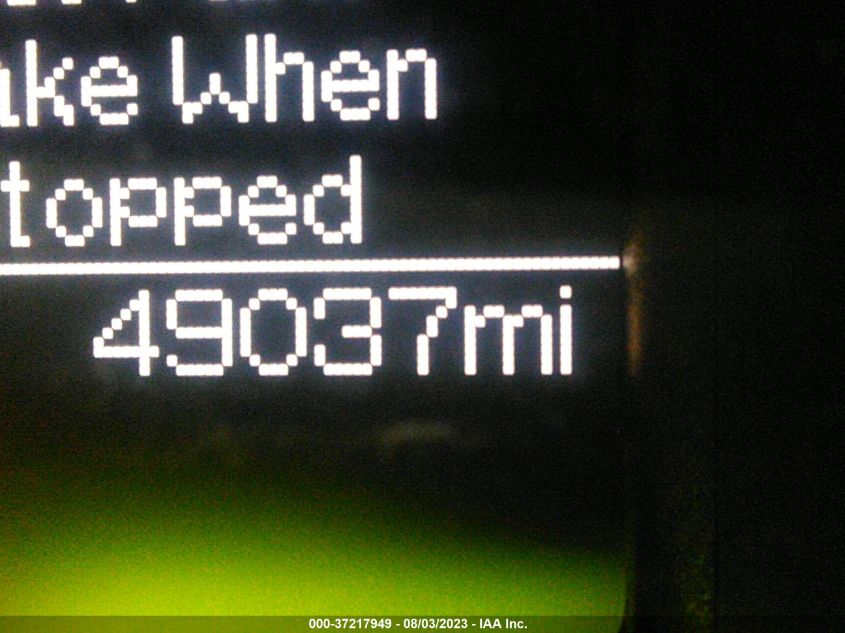 ake When
topped
49037mi
000-37217949 - 08/03/2023 - IAA Inc.